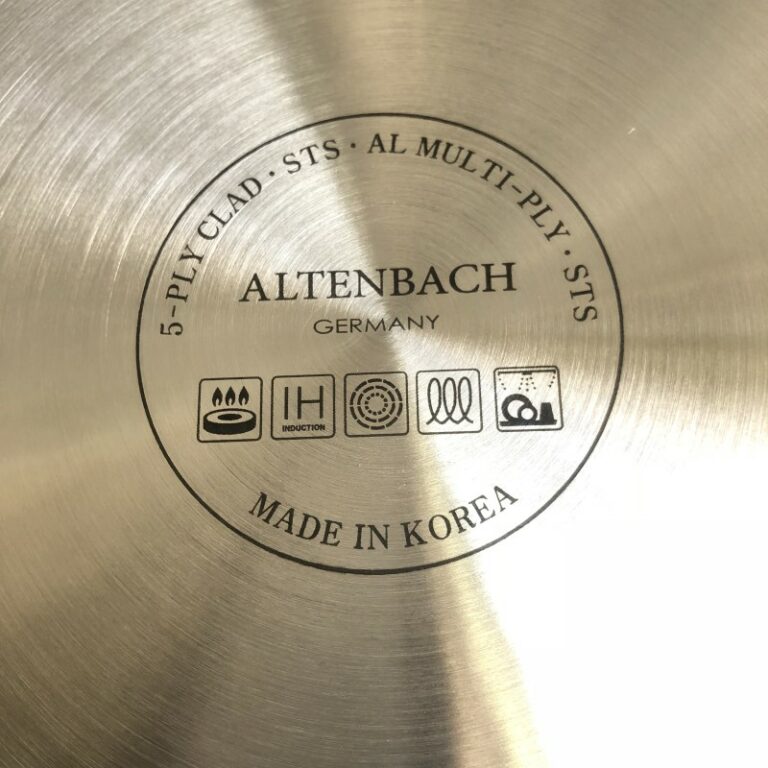 5-PLY CLAD · STS · AL MULTI-PLY · STS
ALTENBACH
GERMANY
IH
INDUCTION
MADE IN KOREA